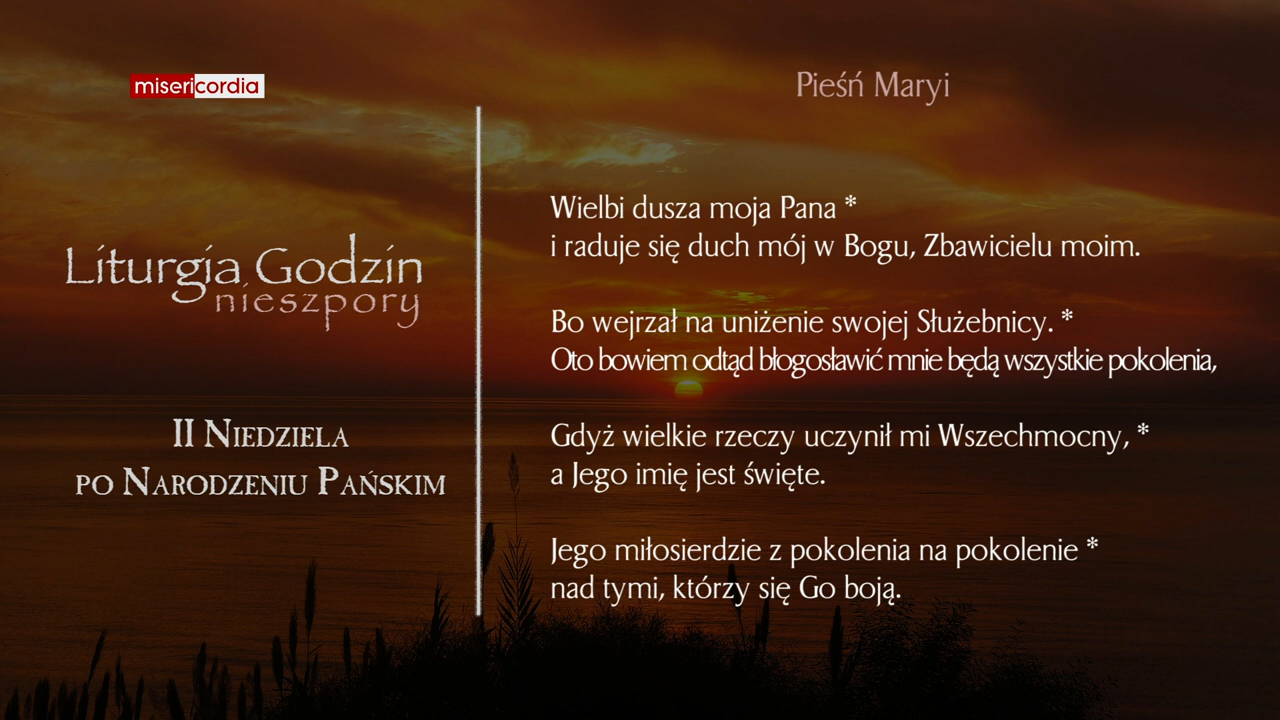 misericordia
Liturgia Godzin
nieszpory
II Niedziela
po Narodzeniu Pańskim
Pieśń Maryi
Wielbi dusza moja Pana *
i raduje się duch mój w Bogu, Zbawicielu moim.
Bo wejrzał na uniżenie swojej Służebnicy. *
Oto bowiem odtąd błogosławić mnie będą wszystkie pokolenia,
Gdyż wielkie rzeczy uczynił mi Wszechmocny, *
a Jego imię jest święte.
Jego miłosierdzie z pokolenia na pokolenie *
nad tymi, którzy się Go boją.